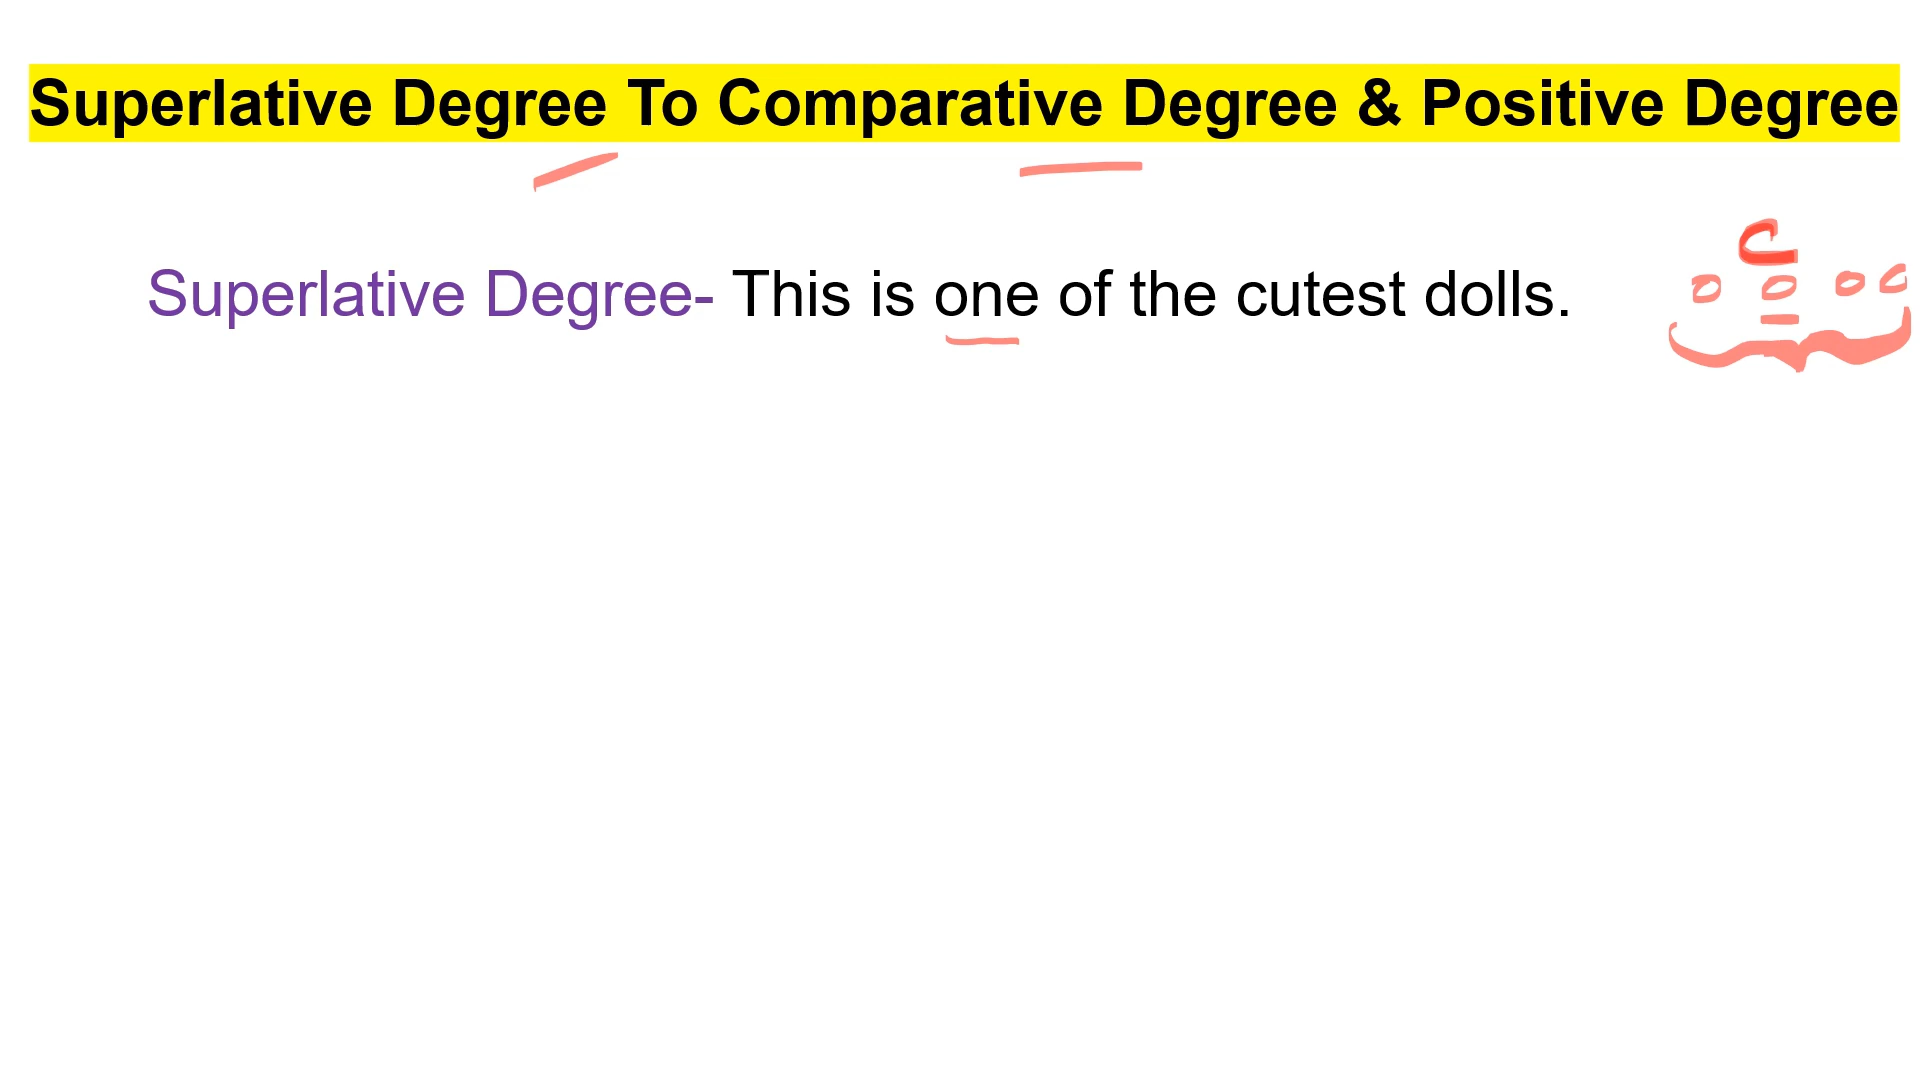 Superlative Degree To Comparative Degree & Positive Degree
Superlative Degree- This is one of the cutest dolls.